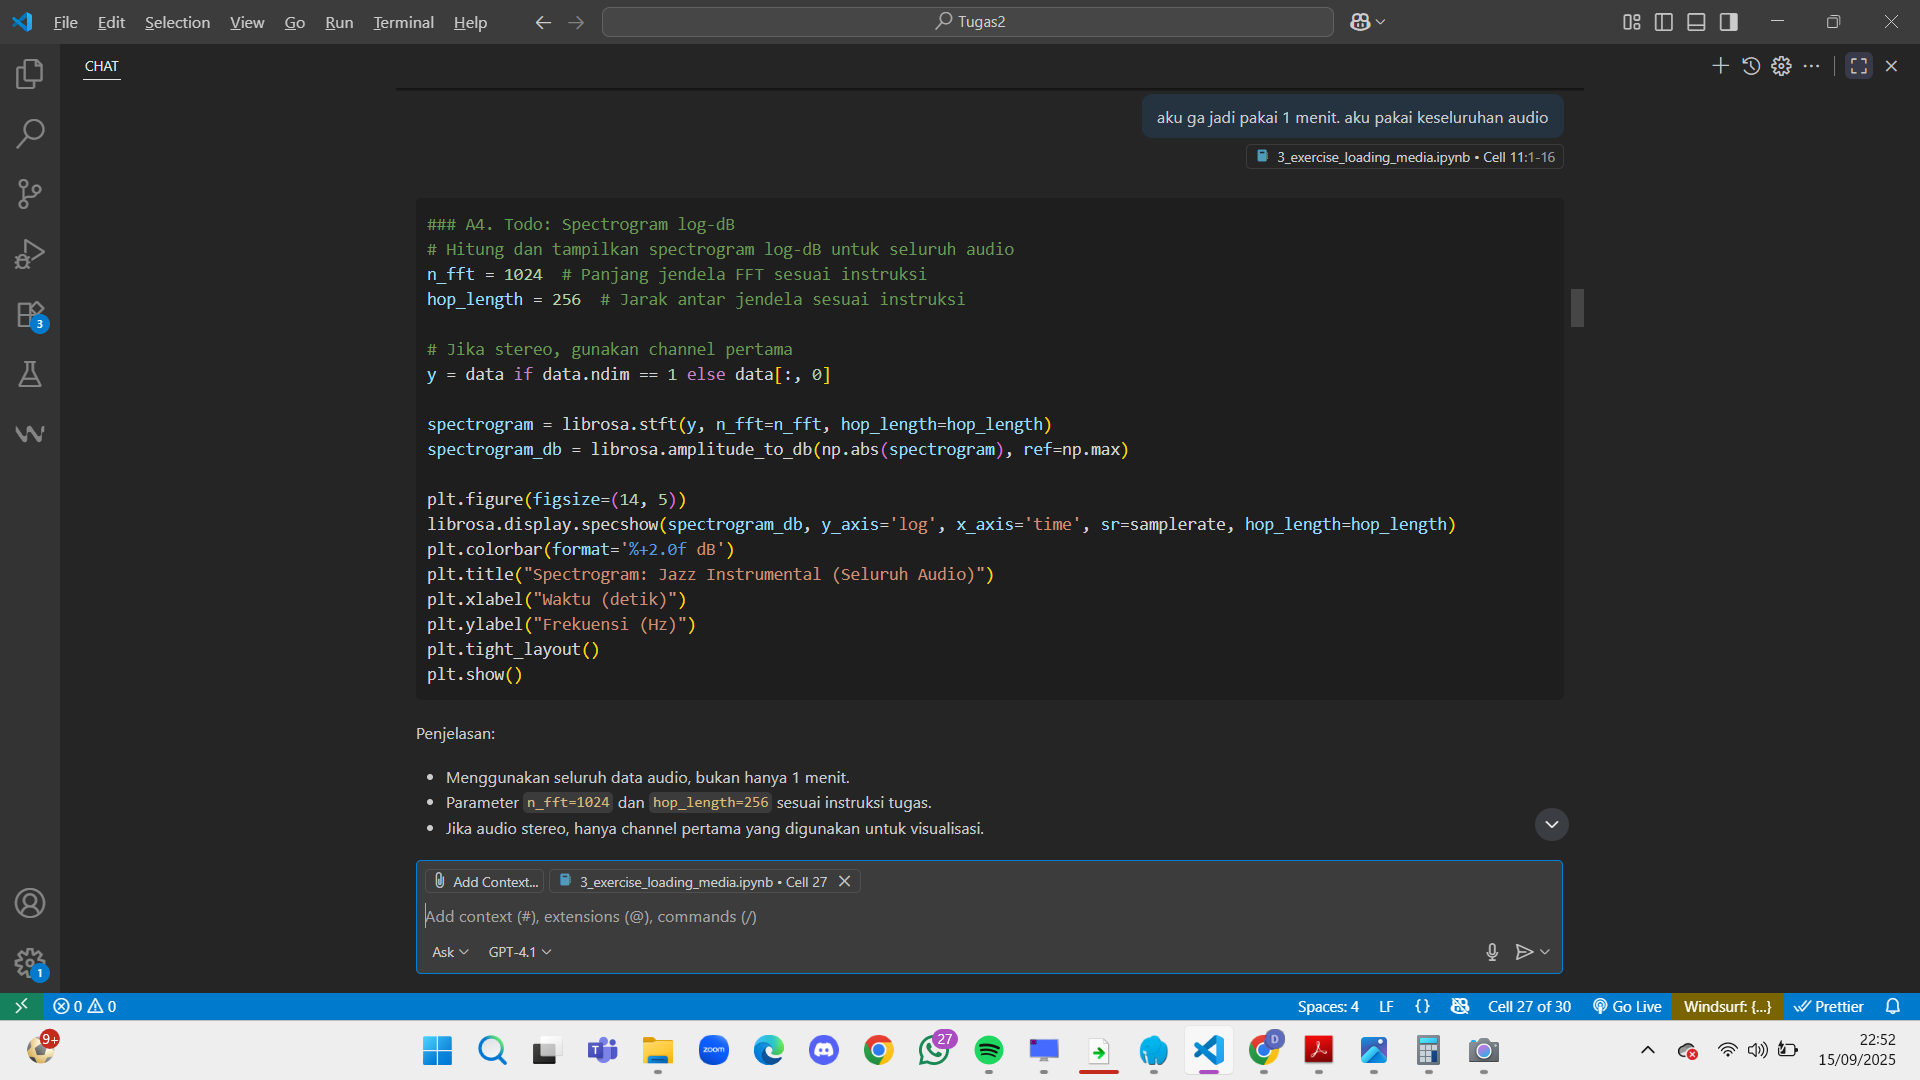 File Edit Selection View Go Run Terminal Help
Tugas2
CHAT
aku ga jadi pakai 1 menit. aku pakai keseluruhan audio
3_exercise_loading_media.ipynb • Cell 11:1-16
### A4. Todo: Spectrogram log-dB
# Hitung dan tampilkan spectrogram log-dB untuk seluruh audio
n_fft = 1024  # Panjang jendela FFT sesuai instruksi
hop_length = 256  # Jarak antar jendela sesuai instruksi
# Jika stereo, gunakan channel pertama
y = data if data.ndim == 1 else data[:, 0]
spectrogram = librosa.stft(y, n_fft=n_fft, hop_length=hop_length)
spectrogram_db = librosa.amplitude_to_db(np.abs(spectrogram), ref=np.max)
plt.figure(figsize=(14, 5))
librosa.display.specshow(spectrogram_db, y_axis='log', x_axis='time', sr=samplerate, hop_length=hop_length)
plt.colorbar(format='%+2.0f dB')
plt.title("Spectrogram: Jazz Instrumental (Seluruh Audio)")
plt.xlabel("Waktu (detik)")
plt.ylabel("Frekuensi (Hz)")
plt.tight_layout()
plt.show()
Penjelasan:
• Menggunakan seluruh data audio, bukan hanya 1 menit.
• Parameter n_fft=1024 dan hop_length=256 sesuai instruksi tugas.
• Jika audio stereo, hanya channel pertama yang digunakan untuk visualisasi.
3
Add Context... 3_exercise_loading_media.ipynb • Cell 27
Add context (#), extensions (@), commands (/)
Ask GPT-4.1
1
0 0 Spaces: 4 LF {} Cell 27 of 30 Go Live Windsurf: {...} Prettier
9+ zoom 27 D 22:52
15/09/2025